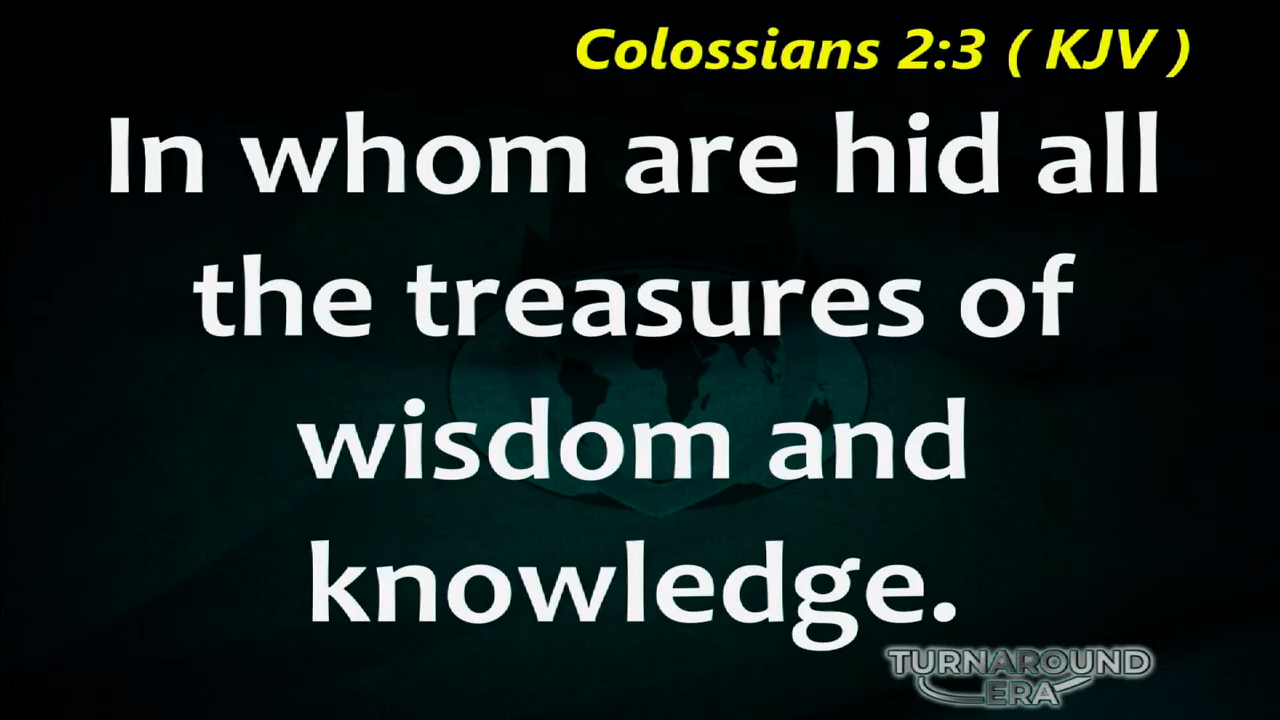 Colossians 2:3 ( KJV )
In whom are hid all
the treasures of
wisdom and
knowledge.
TURNAROUND
ERA